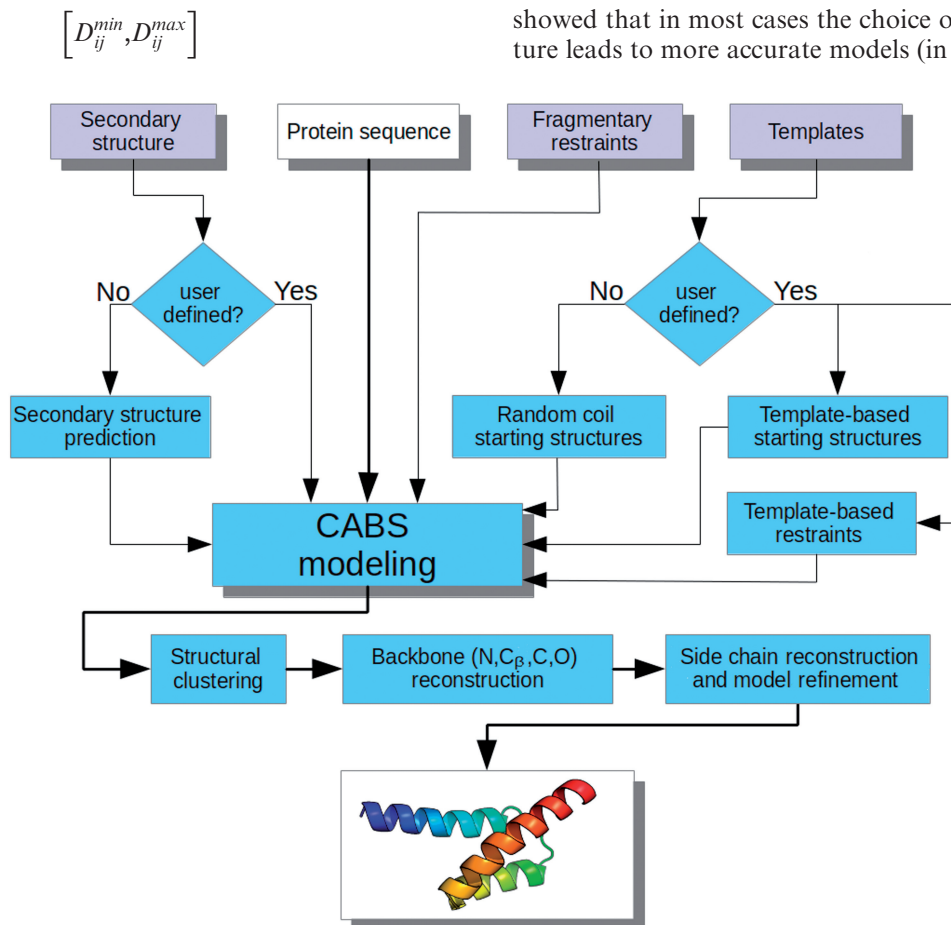 [D_ij^min, D_ij^max]
showed that in most cases the choice o
ture leads to more accurate models (in
Secondary
structure
Protein sequence
Fragmentary
restraints
Templates
No
user
defined?
Yes
No
user
defined?
Yes
Secondary structure
prediction
Random coil
starting structures
Template-based
starting structures
CABS
modeling
Template-based
restraints
Structural
clustering
Backbone (N,Cβ,C,O)
reconstruction
Side chain reconstruction
and model refinement